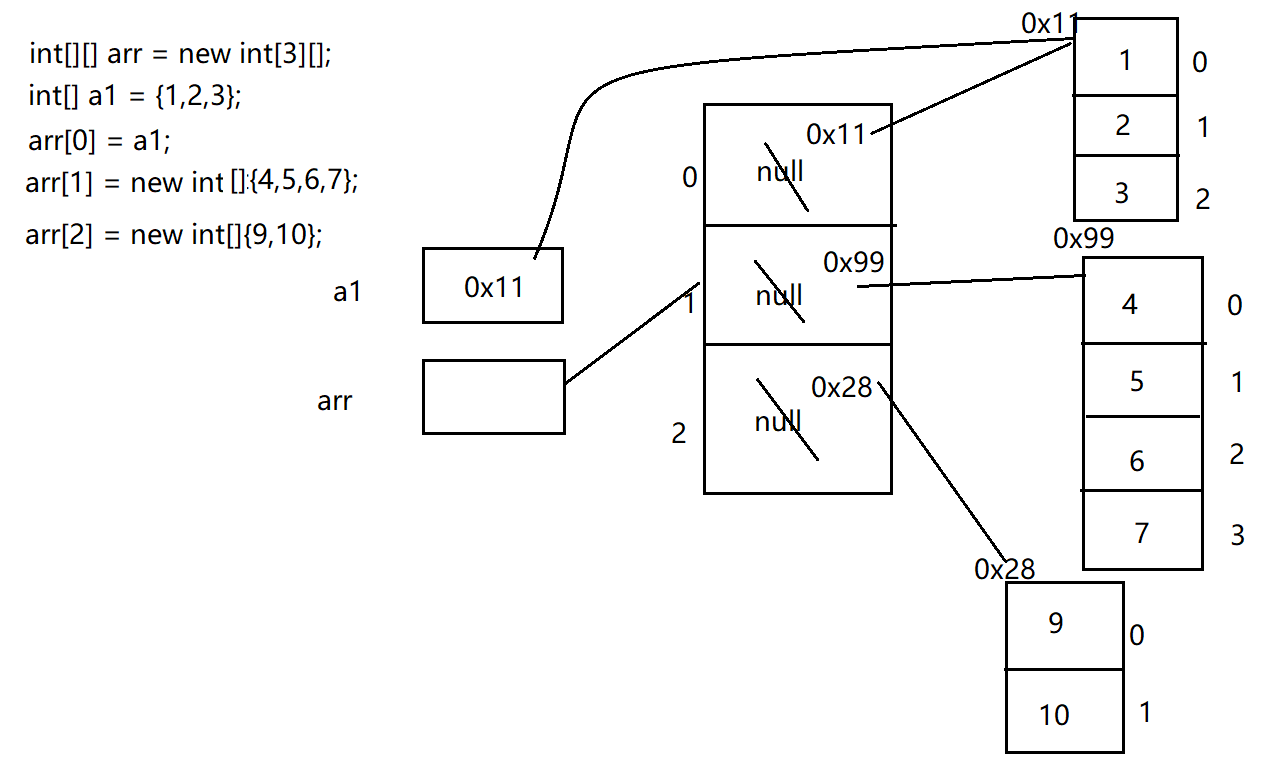 int[][] arr = new int[3][];
int[] a1 = {1,2,3};
arr[0] = a1;
arr[1] = new int []{4,5,6,7};
arr[2] = new int[]{9,10};
a1
0x11
arr
0
0x11
null
1
0x99
null
2
0x28
null
0x11
1 0
2 1
3 2
0x99
4 0
5 1
6 2
7 3
0x28
9 0
10 1